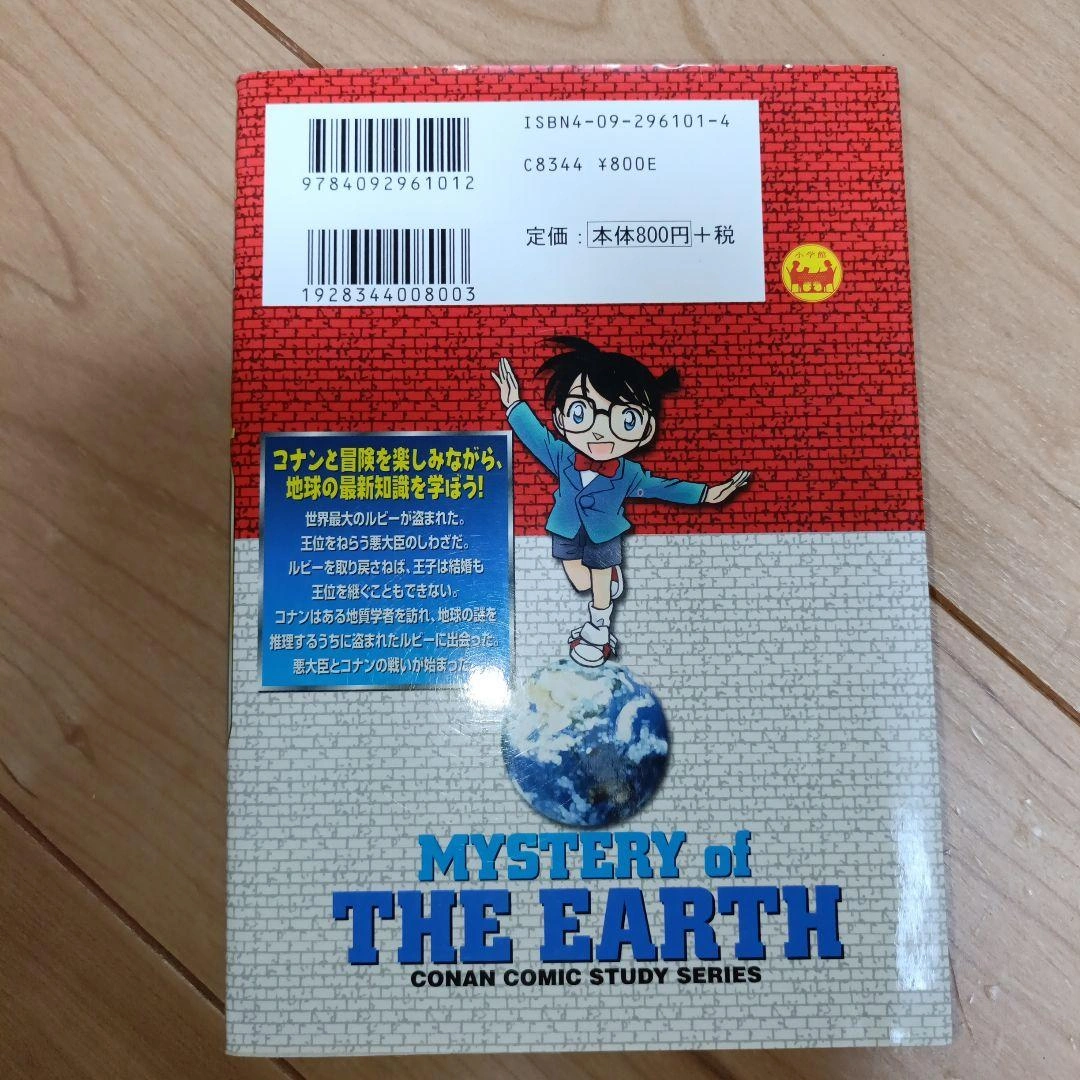 ISBN4-09-296101-4
C8344 ¥800E
9784092961012
定価：本体800円＋税
1928344008003
小学館
コナンと冒険を楽しみながら、
地球の最新知識を学ぼう!
世界最大のルビーが盗まれた。
王位をねらう悪大臣のしわざだ。
ルビーを取り戻さねば、王子は結婚も
王位を継ぐこともできない。
コナンはある地質学者を訪れ、地球の謎を
推理するうちに盗まれたルビーに出会った。
悪大臣とコナンの戦いが始まった。
MYSTERY of
THE EARTH
CONAN COMIC STUDY SERIES